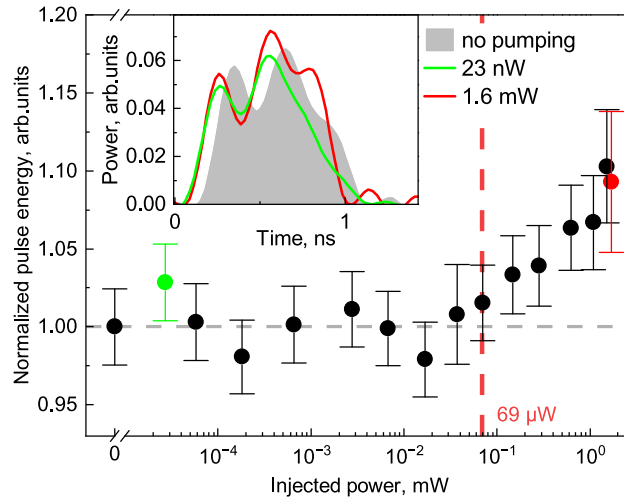 1.20
1.15
1.10
1.05
1.00
0.95
Normalized pulse energy, arb.units
0.06
0.04
0.02
0.00
Power, arb.units
0
1
Time, ns
no pumping
23 nW
1.6 mW
69 μW
0
10⁻⁴
10⁻³
10⁻²
10⁻¹
10⁰
Injected power, mW